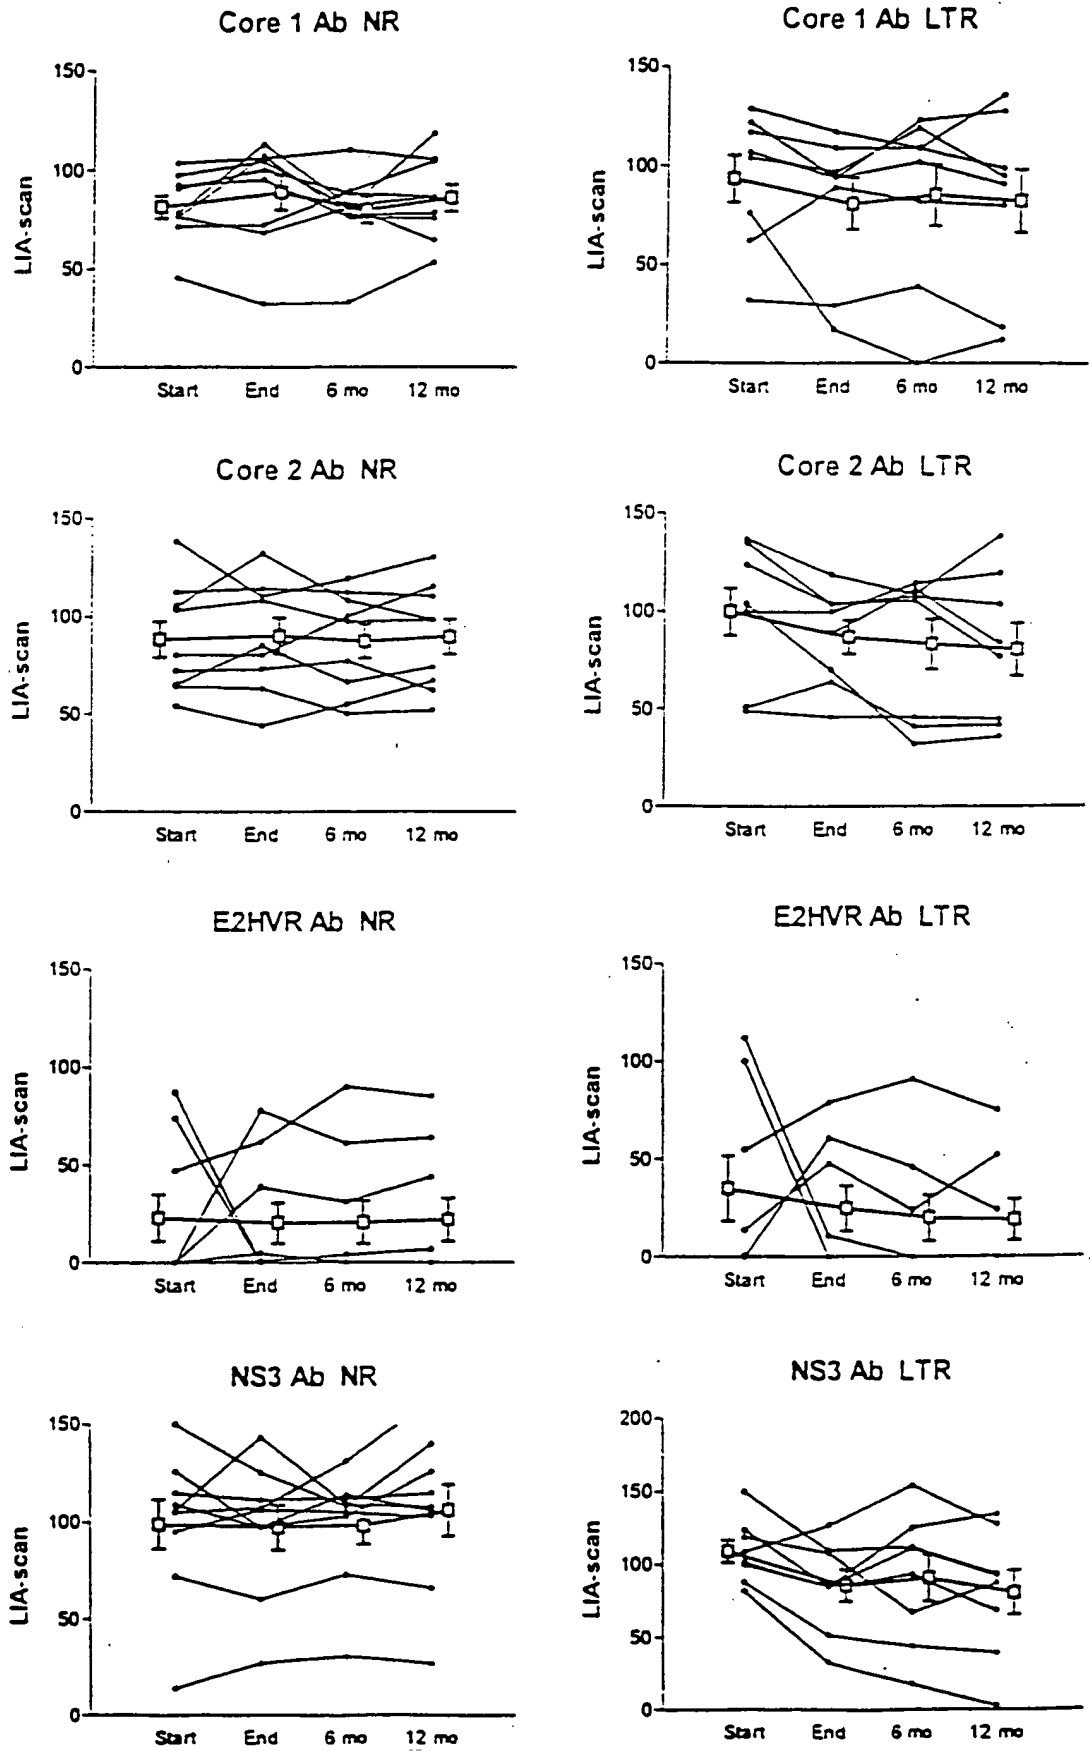 Core 1 Ab NR
150
100
50
0
LIA-scan
Start End 6 mo 12 mo
Core 1 Ab LTR
150
100
50
0
LIA-scan
Start End 6 mo 12 mo
Core 2 Ab NR
150
100
50
0
LIA-scan
Start End 6 mo 12 mo
Core 2 Ab LTR
150
100
50
0
LIA-scan
Start End 6 mo 12 mo
E2HVR Ab NR
150
100
50
0
LIA-scan
Start End 6 mo 12 mo
E2HVR Ab LTR
150
100
50
0
LIA-scan
Start End 6 mo 12 mo
NS3 Ab NR
150
100
50
0
LIA-scan
Start End 6 mo 12 mo
NS3 Ab LTR
200
150
100
50
0
LIA-scan
Start End 6 mo 12 mo